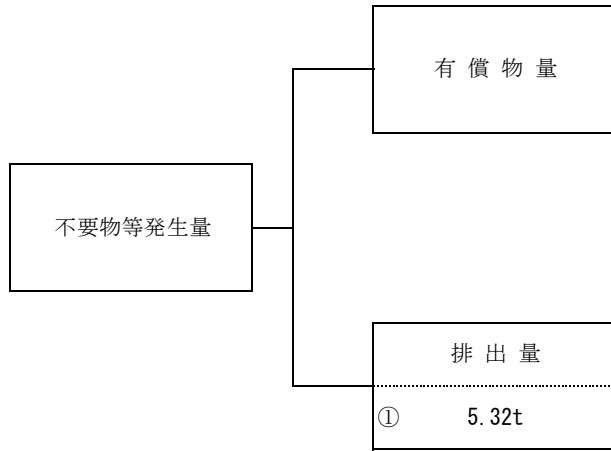 有 償 物 量
不要物等発生量
排 出 量
① 5.32t